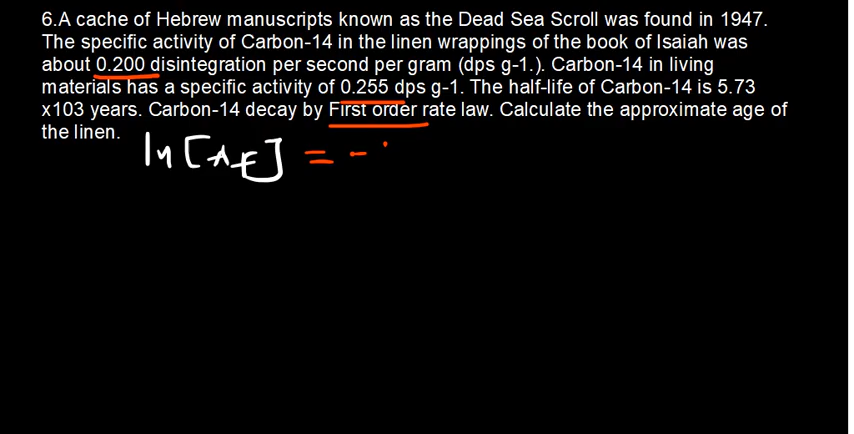 6.A cache of Hebrew manuscripts known as the Dead Sea Scroll was found in 1947.
The specific activity of Carbon-14 in the linen wrappings of the book of Isaiah was
about 0.200 disintegration per second per gram (dps g-1.). Carbon-14 in living
materials has a specific activity of 0.255 dps g-1. The half-life of Carbon-14 is 5.73
x103 years. Carbon-14 decay by First order rate law. Calculate the approximate age of
the linen.
ln [At] = -